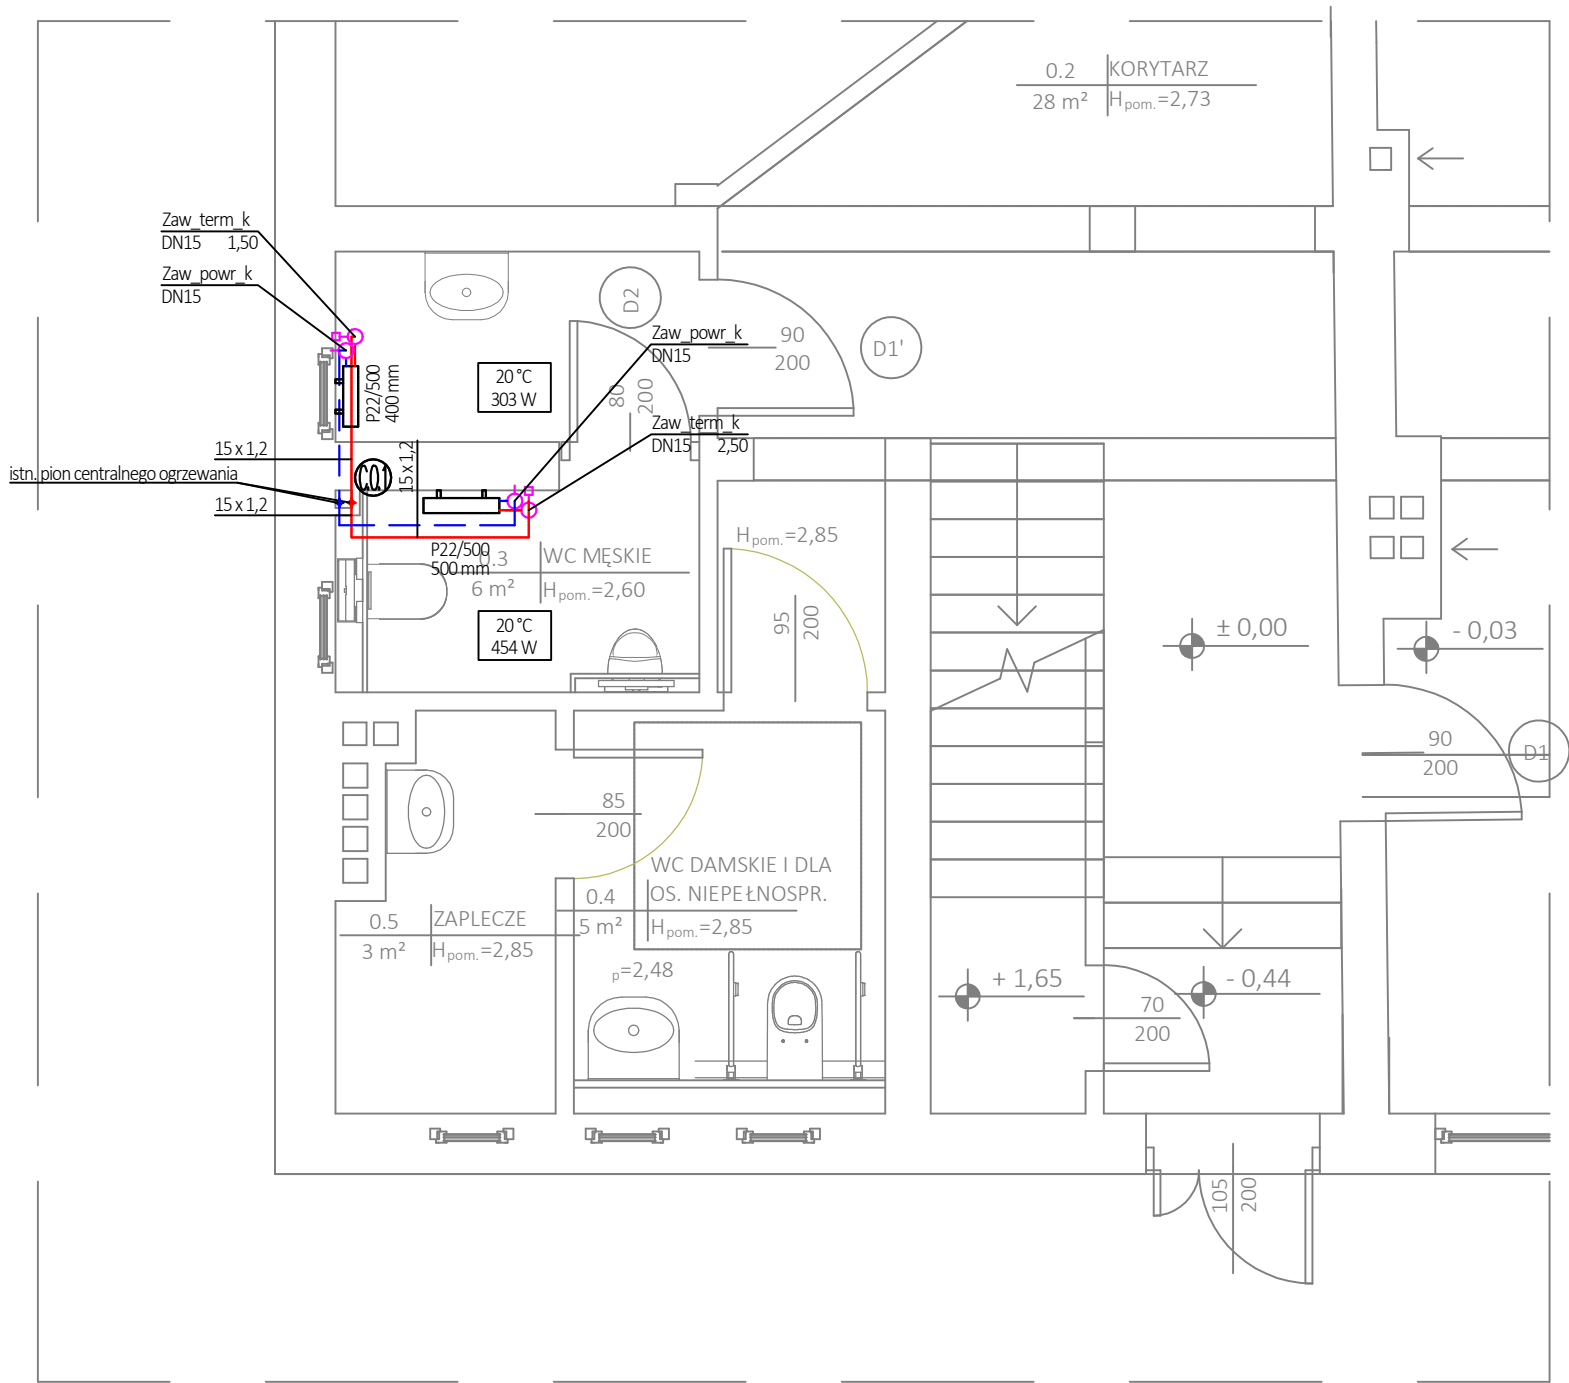 0.2 KORYTARZ
28 m² Hpom.=2,73
Zaw_term_k
DN15 1,50
Zaw_powr_k
DN15
D2
Zaw_powr_k
DN15
90
200
D1'
20 °C
303 W
P22/500
400 mm
80
200
Zaw_term_k
DN15 2,50
15 x 1,2
istn. pion centralnego ogrzewania
15 x 1,2
C.O.1
15 x 1,2
P22/500
500 mm
0.3 WC MĘSKIE
6 m² Hpom.=2,60
Hpom.=2,85
95
200
20 °C
454 W
± 0,00
- 0,03
90
200
D1
85
200
WC DAMSKIE I DLA
0.4 OS. NIEPEŁNOSPR.
5 m² Hpom.=2,85
0.5 ZAPLECZE
3 m² Hpom.=2,85
p=2,48
+ 1,65
- 0,44
70
200
105
200